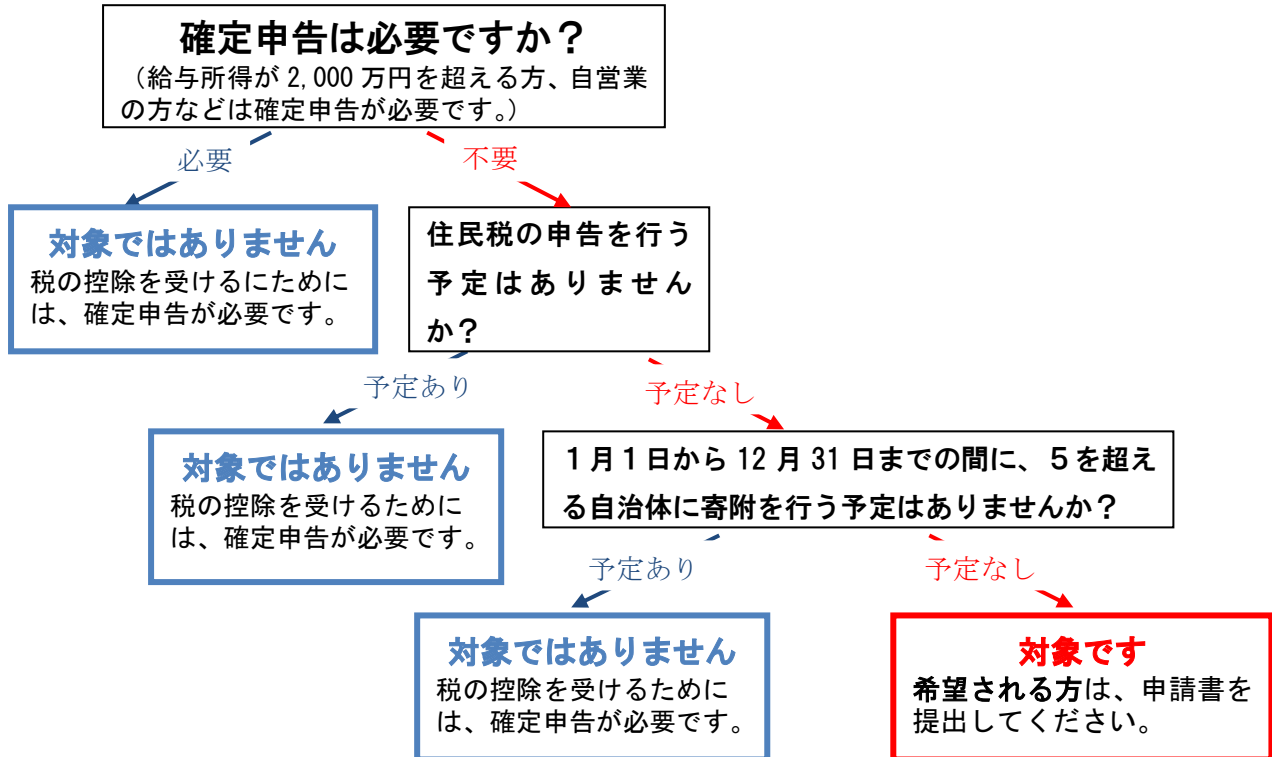 確定申告は必要ですか？
（給与所得が 2,000 万円を超える方、自営業
の方などは確定申告が必要です。）
必要
不要
対象ではありません
税の控除を受けるにために
は、確定申告が必要です。
住民税の申告を行う
予定はありません
か？
予定あり
予定なし
対象ではありません
税の控除を受けるために
は、確定申告が必要です。
１月１日から 12 月 31 日までの間に、５を超え
る自治体に寄附を行う予定はありませんか？
予定あり
予定なし
対象ではありません
税の控除を受けるために
は、確定申告が必要です。
対象です
希望される方は、申請書を
提出してください。